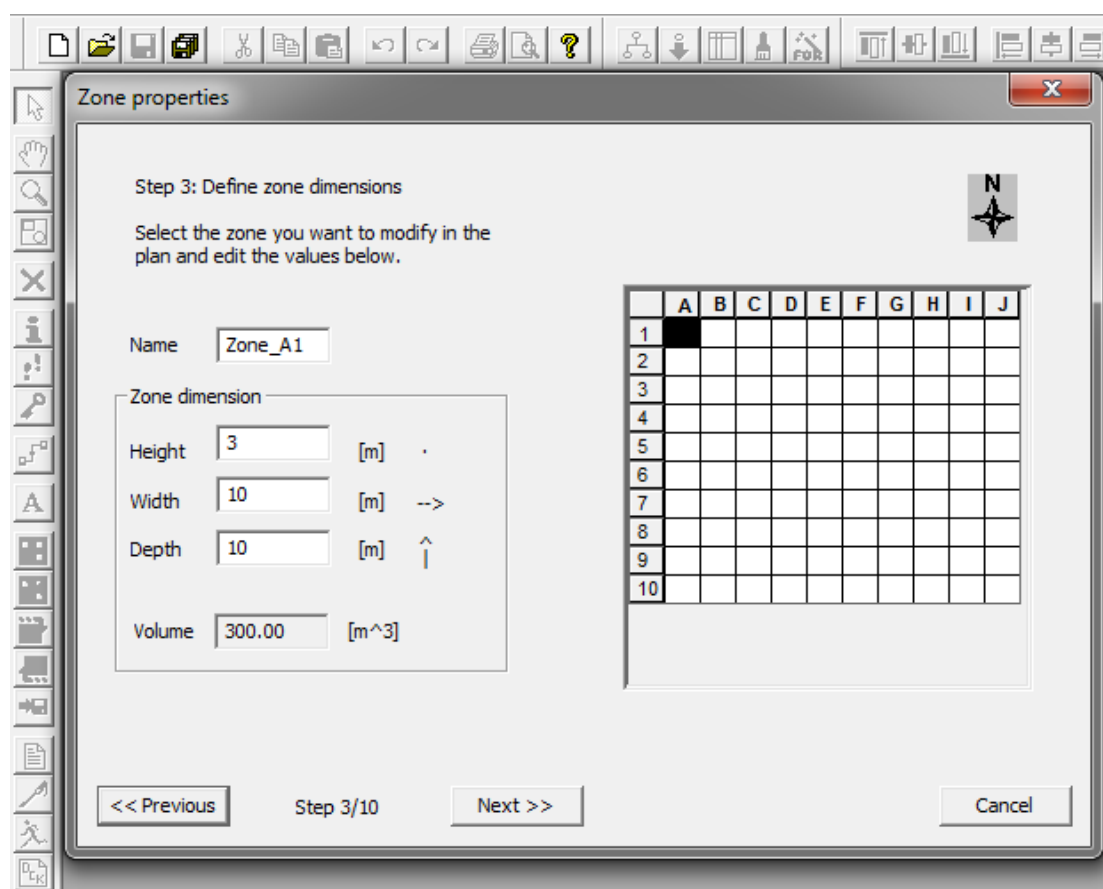 FOR
Zone properties
Step 3: Define zone dimensions
N
Select the zone you want to modify in the
plan and edit the values below.
A B C D E F G H I J
1
2
3
4
5
6
7
8
9
10
Name Zone_A1
Zone dimension
Height 3 [m] .
Width 10 [m] -->
Depth 10 [m] ^
|
Volume 300.00 [m^3]
<< Previous Step 3/10 Next >> Cancel
A